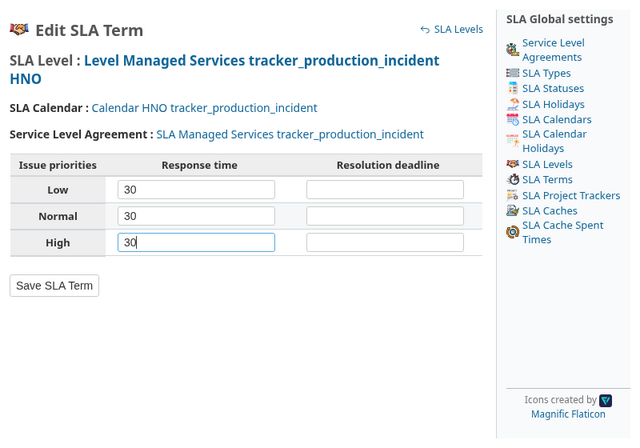 Edit SLA Term
SLA Levels
SLA Level : Level Managed Services tracker_production_incident
HNO
SLA Calendar : Calendar HNO tracker_production_incident
Service Level Agreement : SLA Managed Services tracker_production_incident
Issue priorities Response time Resolution deadline
Low 30
Normal 30
High 30
Save SLA Term
SLA Global settings
Service Level
Agreements
SLA Types
SLA Statuses
SLA Holidays
SLA Calendars
SLA Calendar
Holidays
SLA Levels
SLA Terms
SLA Project Trackers
SLA Caches
SLA Cache Spent
Times
Icons created by
Magnific Flaticon